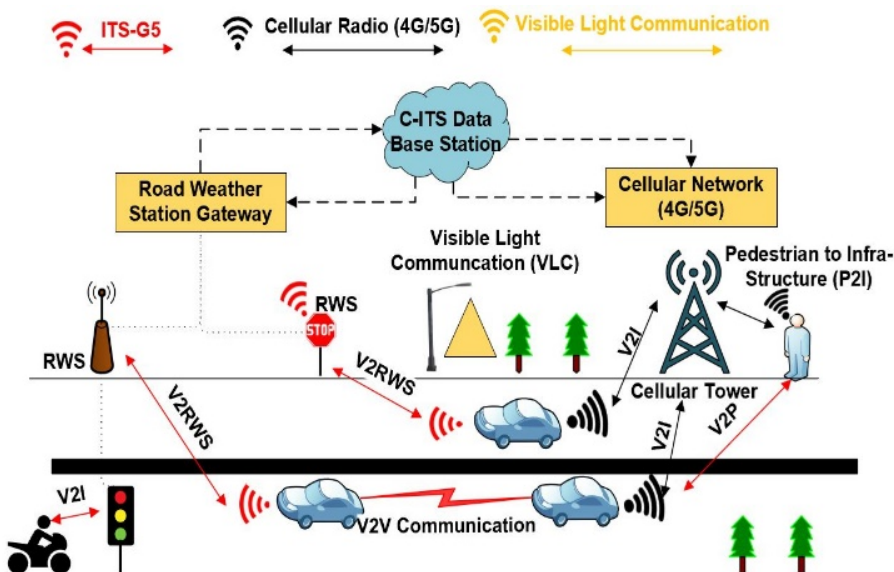 ITS-G5
Cellular Radio (4G/5G)
Visible Light Communication
C-ITS Data
Base Station
Road Weather
Station Gateway
Cellular Network
(4G/5G)
Visible Light
Communcation (VLC)
Pedestrian to Infra-
Structure (P2I)
RWS
STOP
RWS
V2RWS
V2RWS
V2I
Cellular Tower
V2I
V2P
V2I
V2V Communication